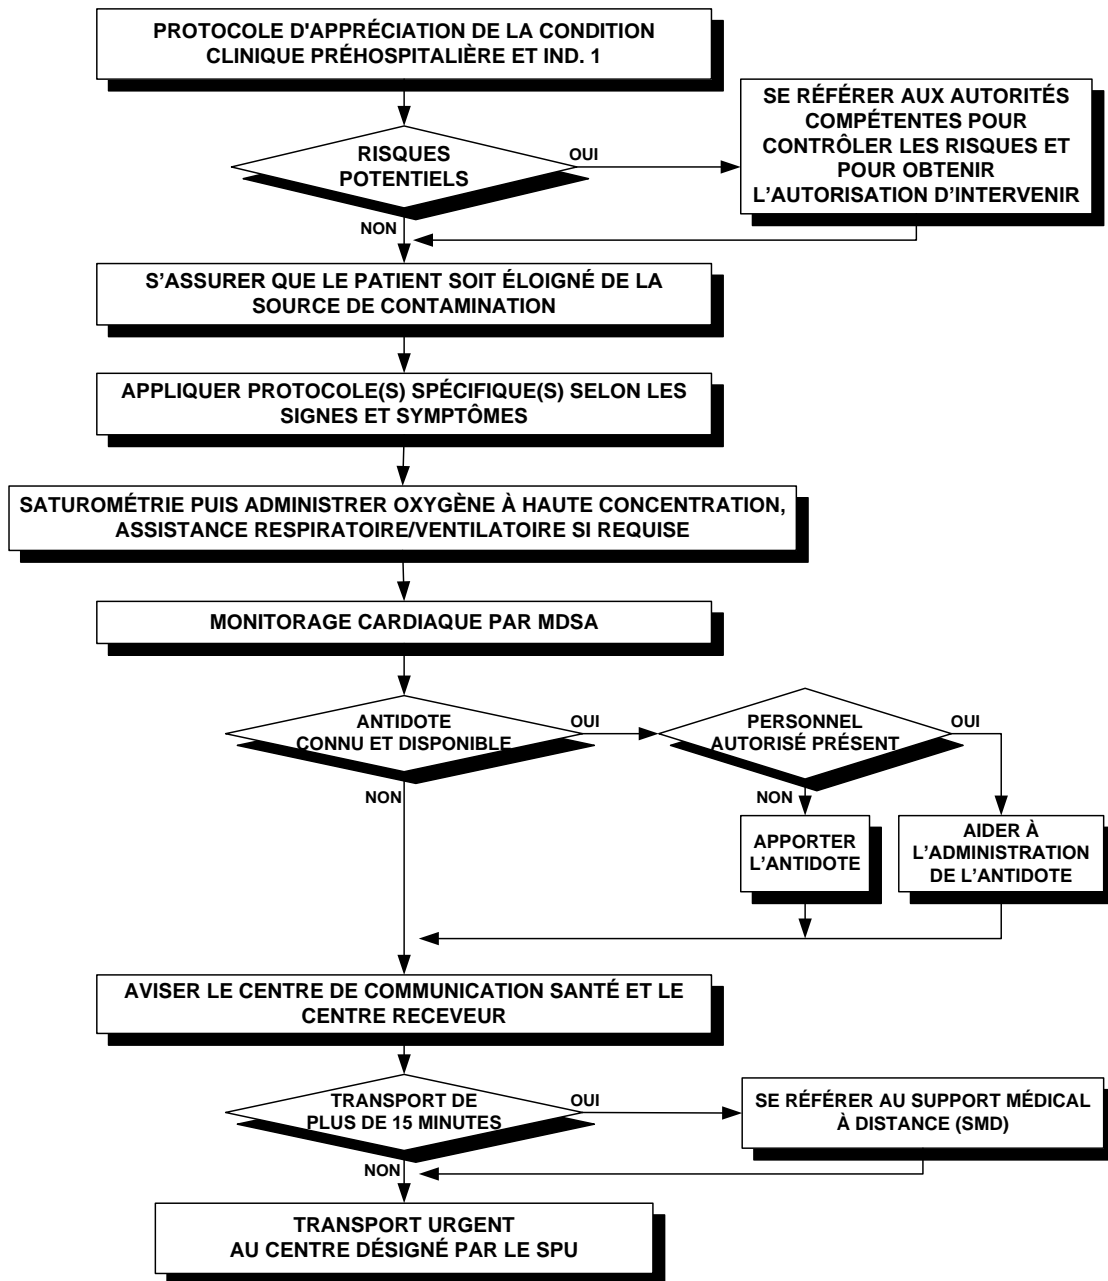 PROTOCOLE D'APPRÉCIATION DE LA CONDITION
CLINIQUE PRÉHOSPITALIÈRE ET IND. 1
RISQUES
POTENTIELS
OUI
SE RÉFÉRER AUX AUTORITÉS
COMPÉTENTES POUR
CONTRÔLER LES RISQUES ET
POUR OBTENIR
L’AUTORISATION D’INTERVENIR
NON
S’ASSURER QUE LE PATIENT SOIT ÉLOIGNÉ DE LA
SOURCE DE CONTAMINATION
APPLIQUER PROTOCOLE(S) SPÉCIFIQUE(S) SELON LES
SIGNES ET SYMPTÔMES
SATUROMÉTRIE PUIS ADMINISTRER OXYGÈNE À HAUTE CONCENTRATION,
ASSISTANCE RESPIRATOIRE/VENTILATOIRE SI REQUISE
MONITORAGE CARDIAQUE PAR MDSA
ANTIDOTE
CONNU ET DISPONIBLE
OUI
PERSONNEL
AUTORISÉ PRÉSENT
OUI
NON
NON
APPORTER
L’ANTIDOTE
AIDER À
L’ADMINISTRATION
DE L’ANTIDOTE
AVISER LE CENTRE DE COMMUNICATION SANTÉ ET LE
CENTRE RECEVEUR
TRANSPORT DE
PLUS DE 15 MINUTES
OUI
SE RÉFÉRER AU SUPPORT MÉDICAL
À DISTANCE (SMD)
NON
TRANSPORT URGENT
AU CENTRE DÉSIGNÉ PAR LE SPU